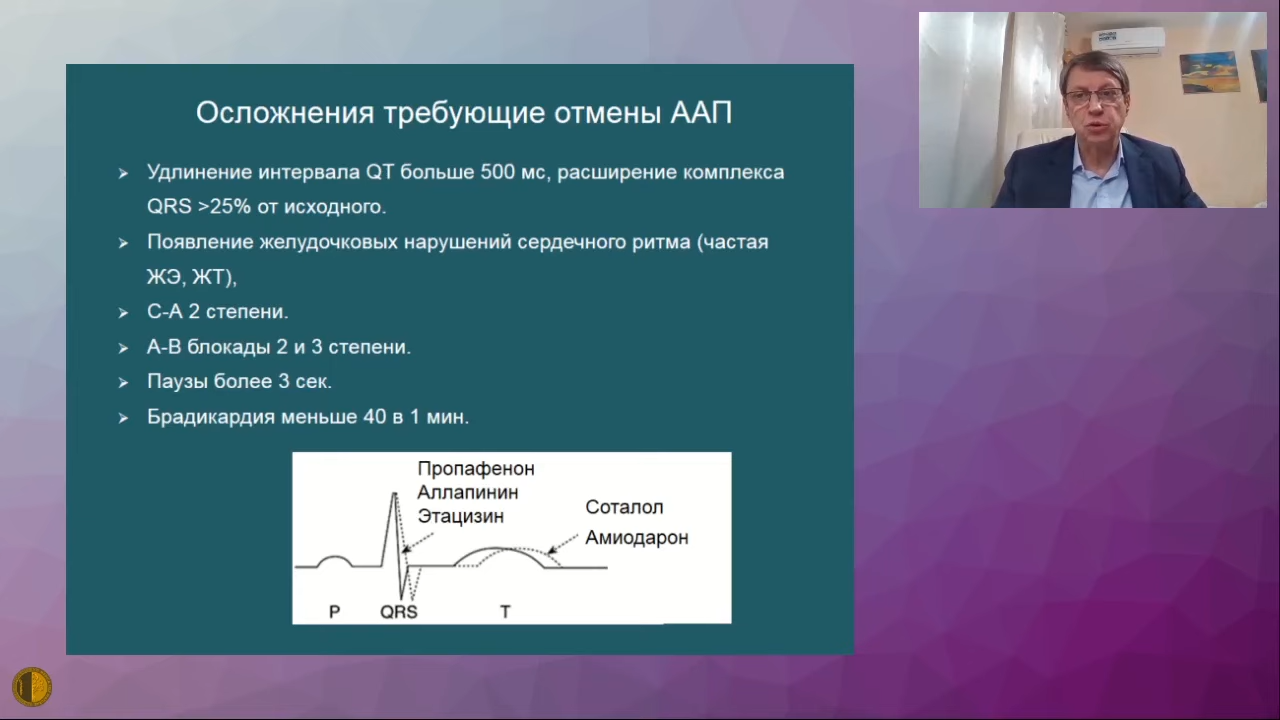 Осложнения требующие отмены ААП
Удлинение интервала QT больше 500 мс, расширение комплекса
QRS >25% от исходного.
Появление желудочковых нарушений сердечного ритма (частая
ЖЭ, ЖТ),
С-А 2 степени.
А-В блокады 2 и 3 степени.
Паузы более 3 сек.
Брадикардия меньше 40 в 1 мин.
Пропафенон
Аллапинин
Этацизин
Соталол
Амиодарон
P QRS T